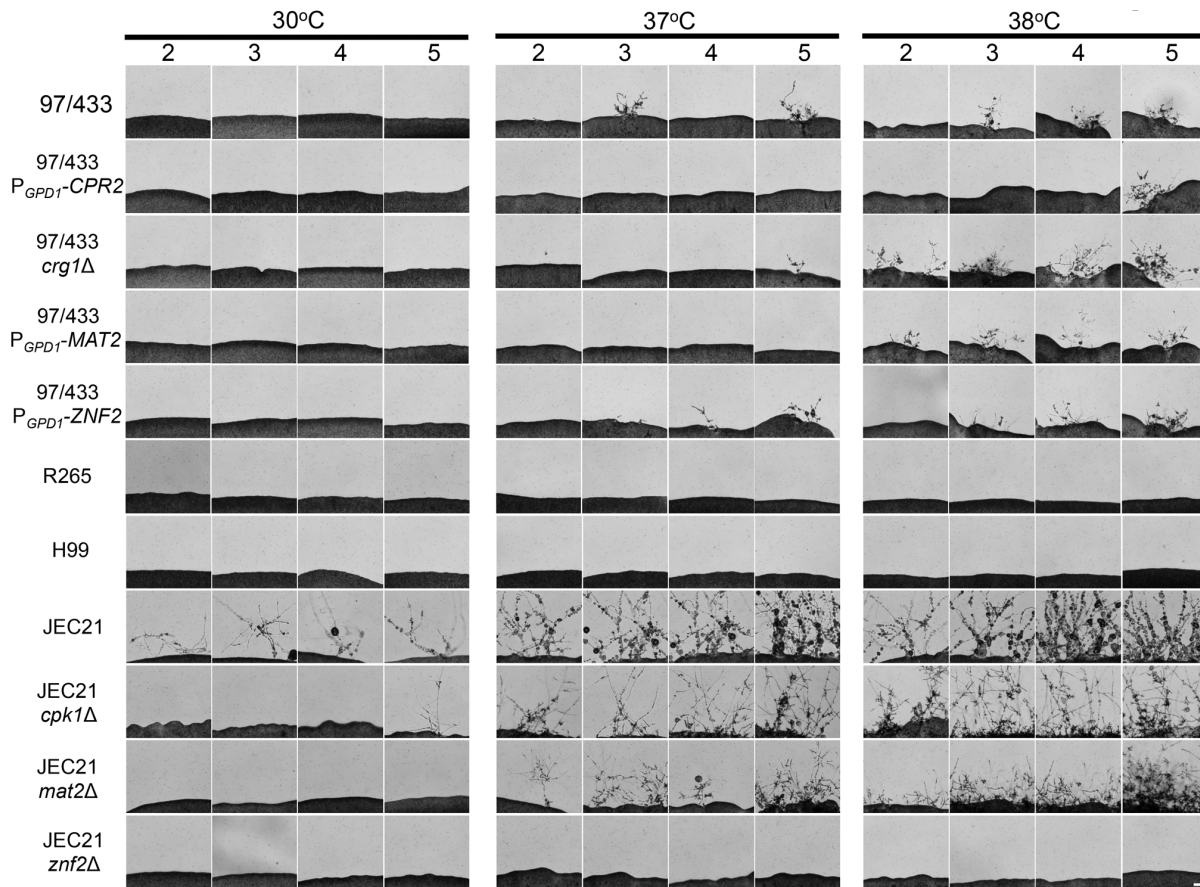 30°C 37°C 38°C
2 3 4 5 2 3 4 5 2 3 4 5
97/433
97/433
PGPD1-CPR2
97/433
crg1Δ
97/433
PGPD1-MAT2
97/433
PGPD1-ZNF2
R265
H99
JEC21
JEC21
cpk1Δ
JEC21
mat2Δ
JEC21
znf2Δ